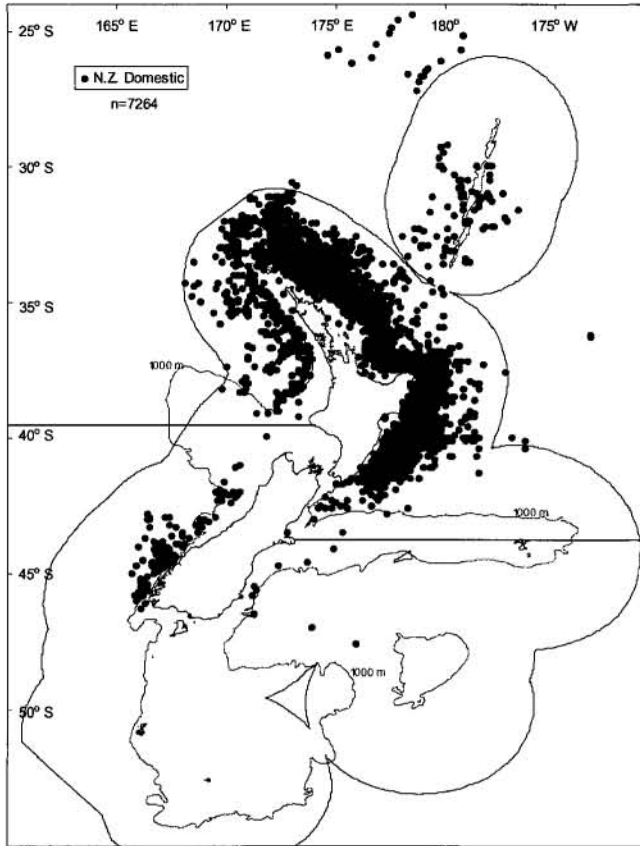 165° E 170° E 175° E 180° 175° W
25° S
● N.Z. Domestic
n=7264
30° S
35° S
1000 m
40° S
1000 m
45° S
1000 m
50° S